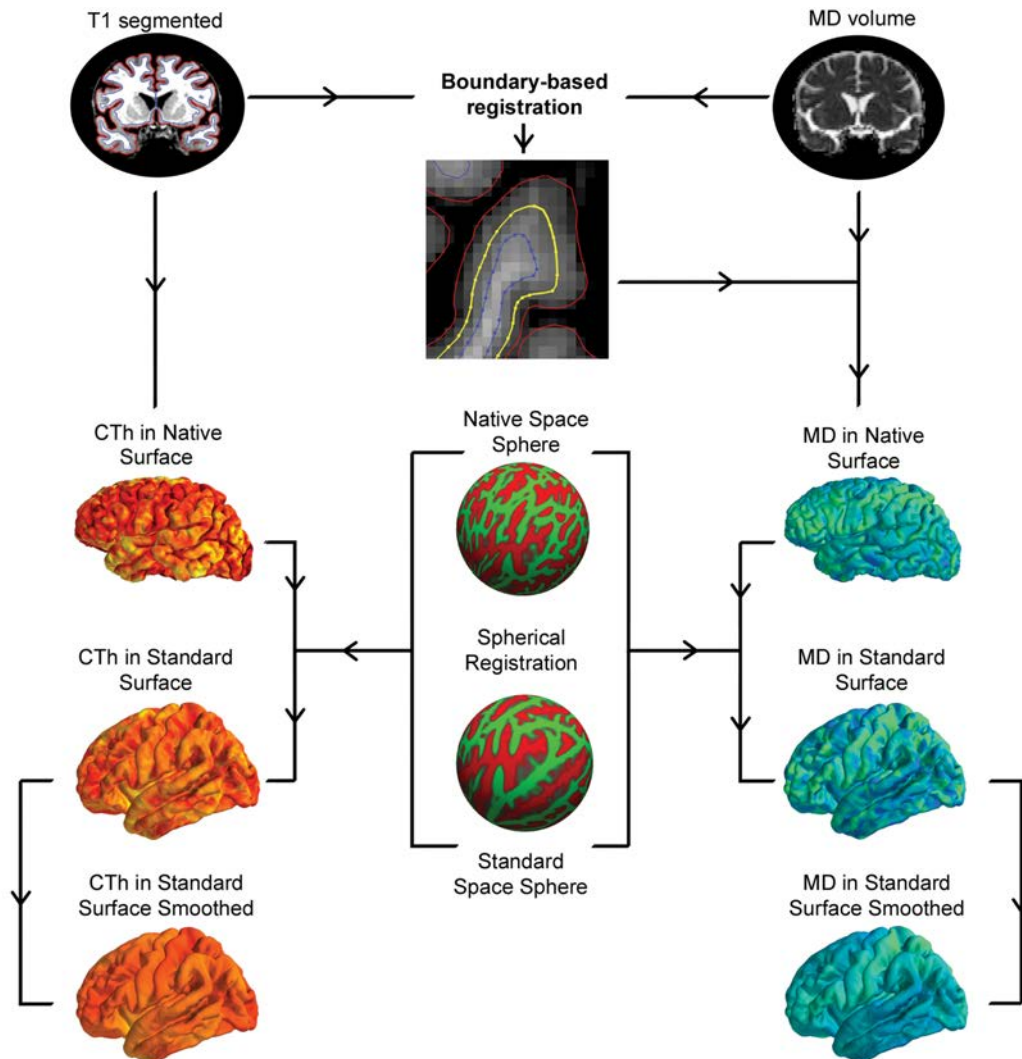 T1 segmented
MD volume
Boundary-based
registration
CTh in Native
Surface
Native Space
Sphere
MD in Native
Surface
CTh in Standard
Surface
Spherical
Registration
MD in Standard
Surface
CTh in Standard
Surface Smoothed
Standard
Space Sphere
MD in Standard
Surface Smoothed